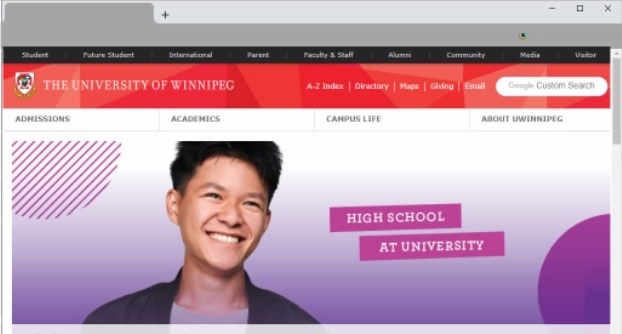 Student Future Student International Parent Faculty & Staff Alumni Community Media Visitor
THE UNIVERSITY OF WINNIPEG A-Z Index | Directory | Maps | Giving | Email Google Custom Search
ADMISSIONS ACADEMICS CAMPUS LIFE ABOUT UWINNIPEG
HIGH SCHOOL
AT UNIVERSITY